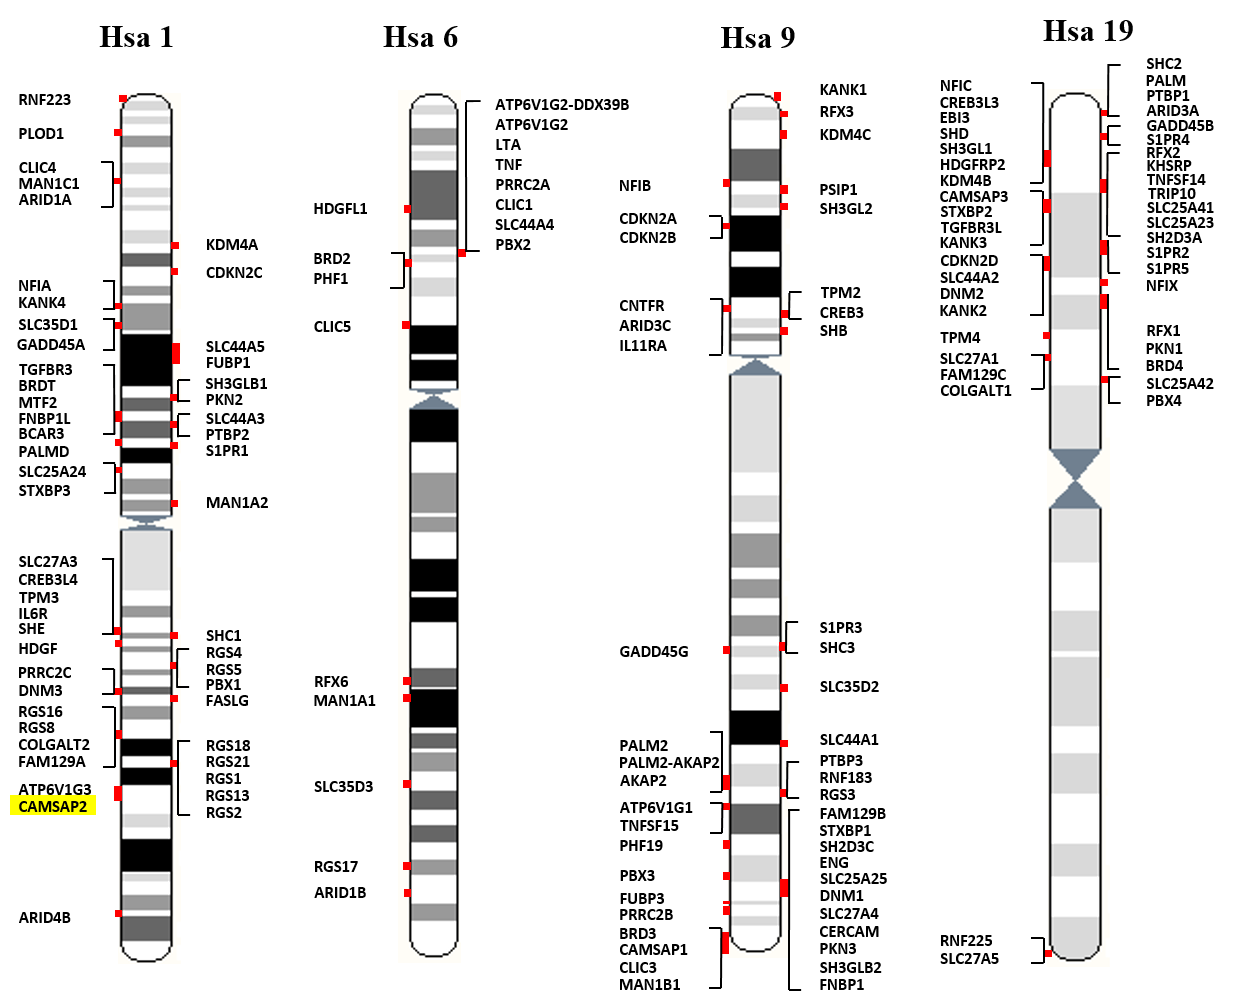 Hsa 1
RNF223
PLOD1
CLIC4
MAN1C1
ARID1A
NFIA
KANK4
SLC35D1
GADD45A
TGFBR3
BRDT
MTF2
FNBP1L
BCAR3
PALMD
SLC25A24
STXBP3
SLC27A3
CREB3L4
TPM3
IL6R
SHE
HDGF
PRRC2C
DNM3
RGS16
RGS8
COLGALT2
FAM129A
ATP6V1G3
CAMSAP2
ARID4B
KDM4A
CDKN2C
SLC44A5
FUBP1
SH3GLB1
PKN2
SLC44A3
PTBP2
S1PR1
MAN1A2
SHC1
RGS4
RGS5
PBX1
FASLG
RGS18
RGS21
RGS1
RGS13
RGS2
Hsa 6
HDGFL1
BRD2
PHF1
CLIC5
RFX6
MAN1A1
SLC35D3
RGS17
ARID1B
ATP6V1G2-DDX39B
ATP6V1G2
LTA
TNF
PRRC2A
CLIC1
SLC44A4
PBX2
Hsa 9
NFIB
CDKN2A
CDKN2B
CNTFR
ARID3C
IL11RA
GADD45G
PALM2
PALM2-AKAP2
AKAP2
ATP6V1G1
TNFSF15
PHF19
PBX3
FUBP3
PRRC2B
BRD3
CAMSAP1
CLIC3
MAN1B1
KANK1
RFX3
KDM4C
PSIP1
SH3GL2
TPM2
CREB3
SHB
S1PR3
SHC3
SLC35D2
SLC44A1
PTBP3
RNF183
RGS3
FAM129B
STXBP1
SH2D3C
ENG
SLC25A25
DNM1
SLC27A4
CERCAM
PKN3
SH3GLB2
FNBP1
Hsa 19
NFIC
CREB3L3
EBI3
SHD
SH3GL1
HDGFRP2
KDM4B
CAMSAP3
STXBP2
TGFBR3L
KANK3
CDKN2D
SLC44A2
DNM2
KANK2
TPM4
SLC27A1
FAM129C
COLGALT1
RNF225
SLC27A5
SHC2
PALM
PTBP1
ARID3A
GADD45B
S1PR4
RFX2
KHSRP
TNFSF14
TRIP10
SLC25A41
SLC25A23
SH2D3A
S1PR2
S1PR5
NFIX
RFX1
PKN1
BRD4
SLC25A42
PBX4